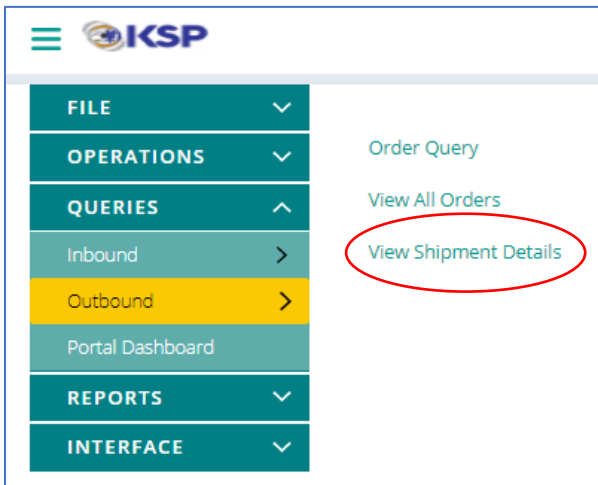 KSP
FILE
OPERATIONS
QUERIES
Inbound
Outbound
Portal Dashboard
REPORTS
INTERFACE
Order Query
View All Orders
View Shipment Details